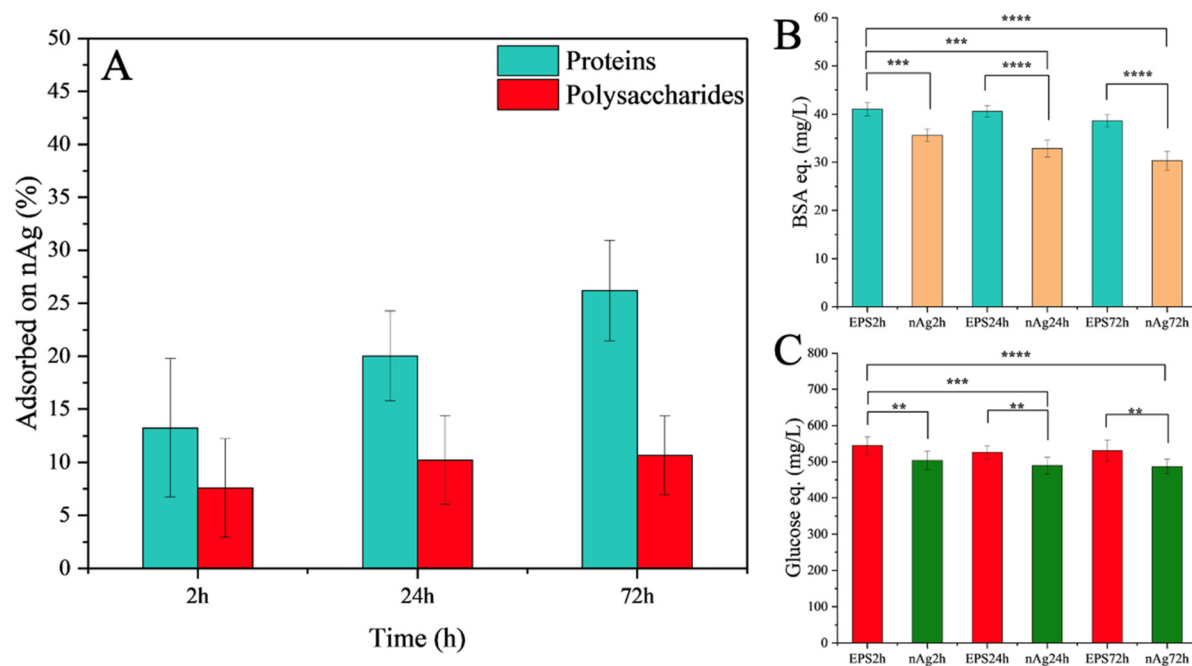 A
Proteins
Polysaccharides
50
45
40
35
30
25
20
15
10
5
0
Adsorbed on nAg (%)
2h 24h 72h
Time (h)
B
60
50
40
30
20
10
0
BSA eq. (mg/L)
****
***
*** **** ****
EPS2h nAg2h EPS24h nAg24h EPS72h nAg72h
C
800
700
600
500
400
300
200
100
0
Glucose eq. (mg/L)
****
***
** ** **
EPS2h nAg2h EPS24h nAg24h EPS72h nAg72h